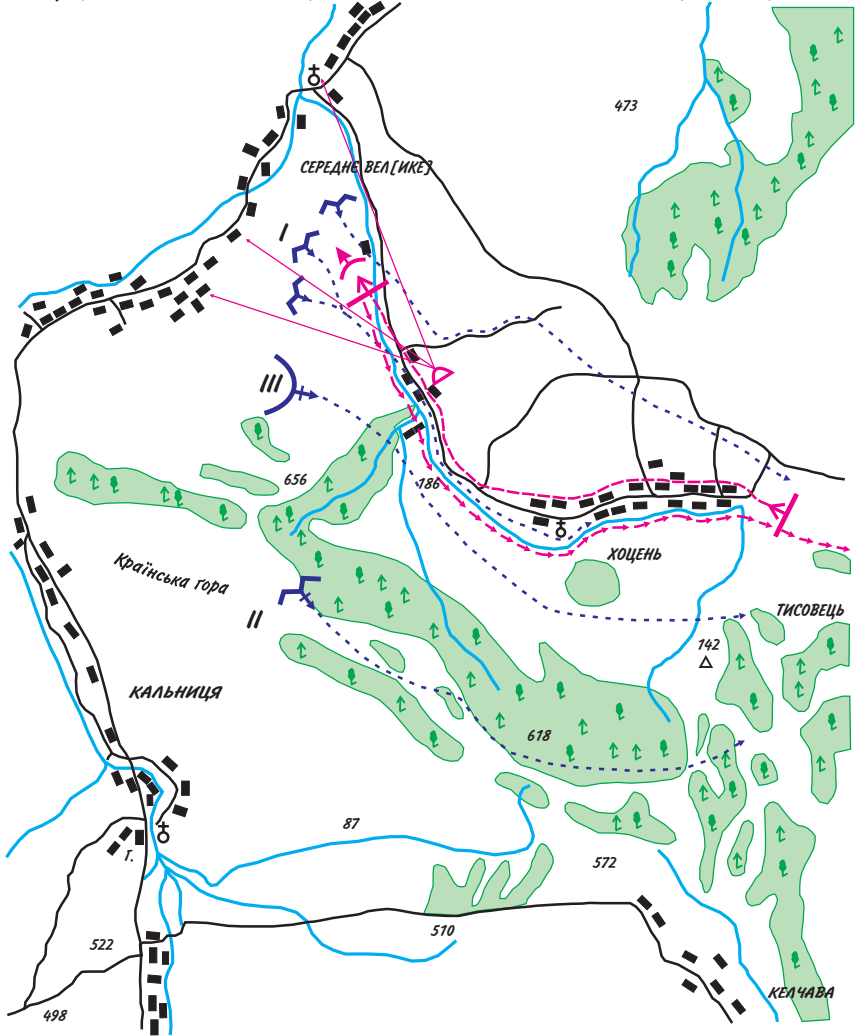 473
СЕРЕДНЄ ВЕЛ[ИКЕ]
I
III
656
186
ХОЦЕНЬ
Країнська гора
II
ТИСОВЕЦЬ
142
КАЛЬНИЦЯ
618
87
Г.
572
510
522
КЕЛЧАВА
498